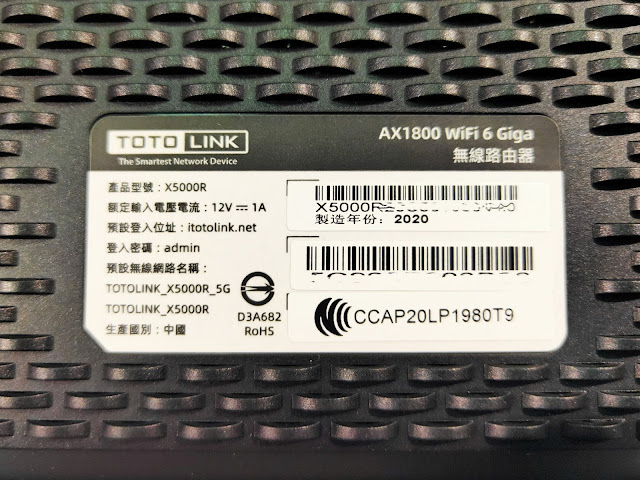 TOTO LINK
The Smartest Network Device
AX1800 WiFi 6 Giga
無線路由器
產品型號：X5000R
額定輸入電壓電流：12V⎓1A
預設登入位址：itotolink.net
登入密碼：admin
預設無線網路名稱：
TOTOLINK_X5000R_5G
TOTOLINK_X5000R
生產國別：中國
D3A682
RoHS
製造年份：2020
CCAP20LP1980T9